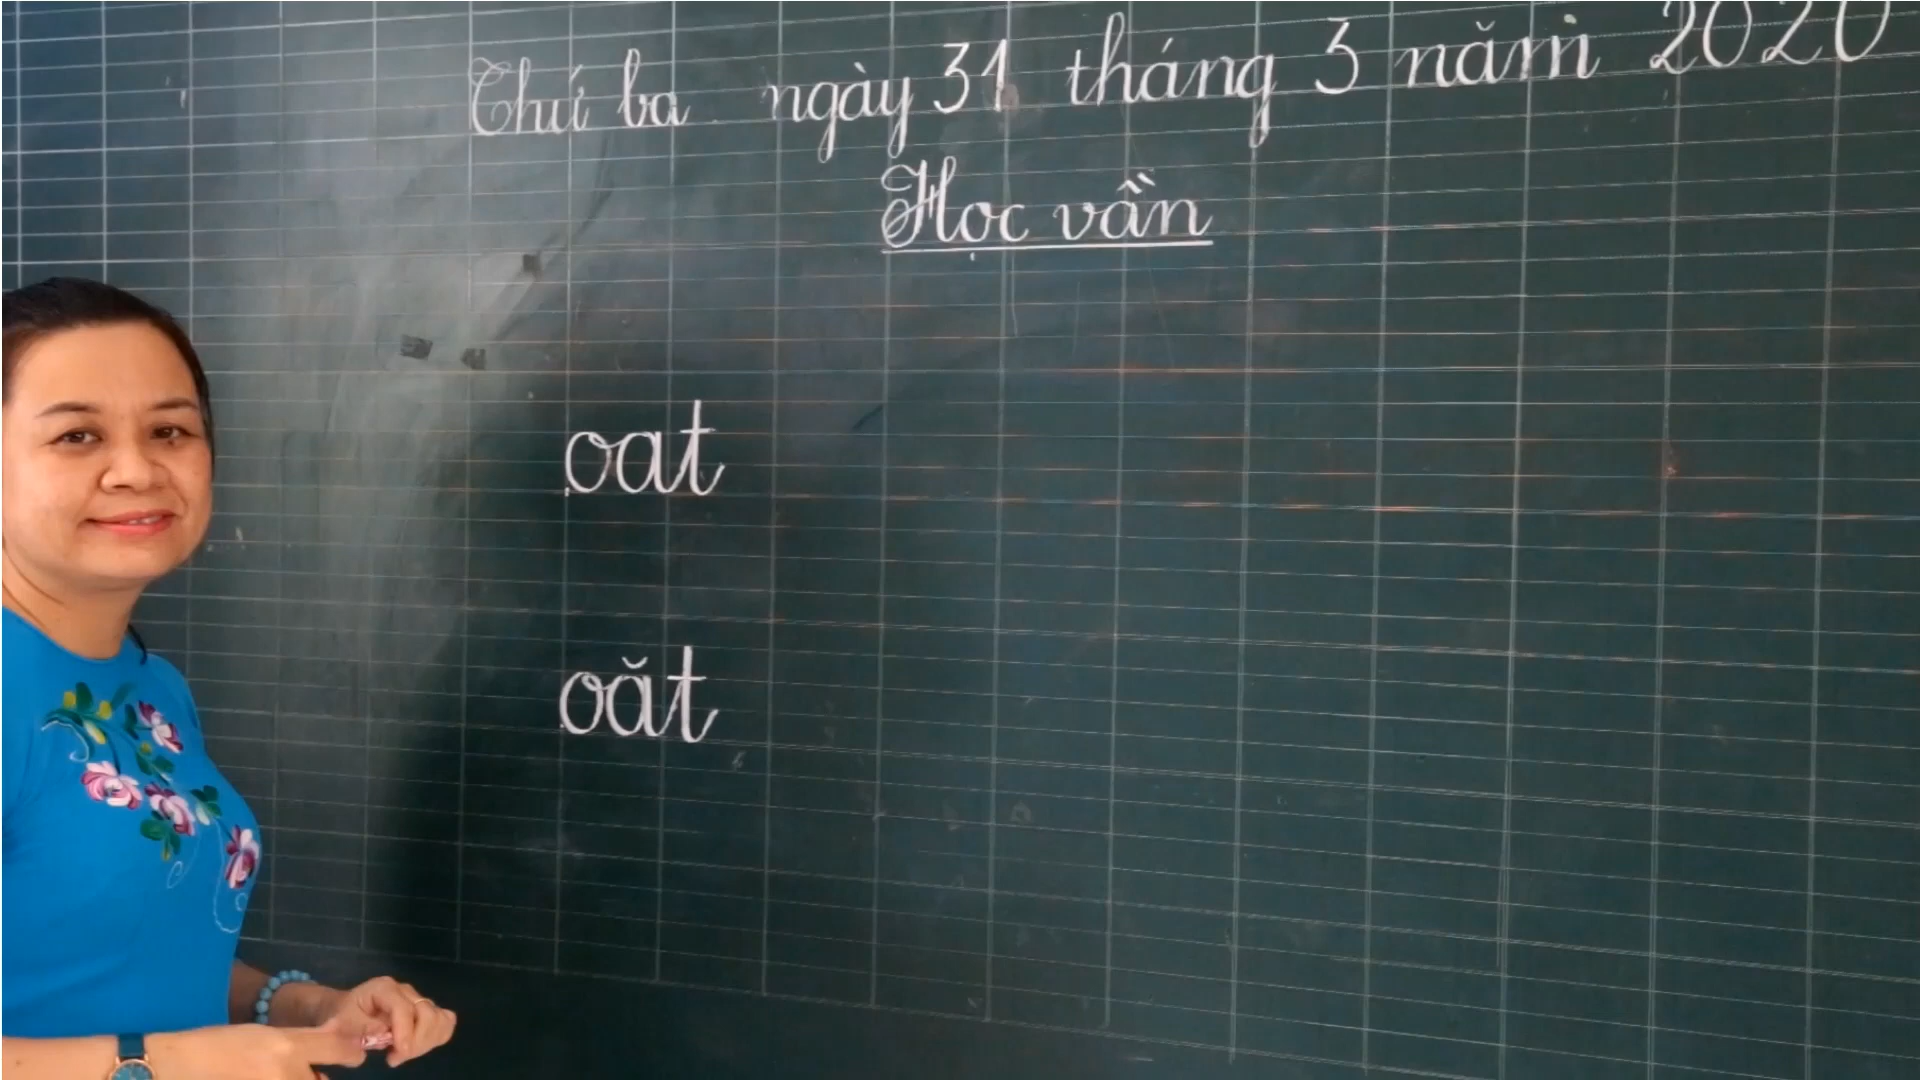 Thứ ba ngày 31 tháng 3 năm 2020
Học vần
oat
oăt